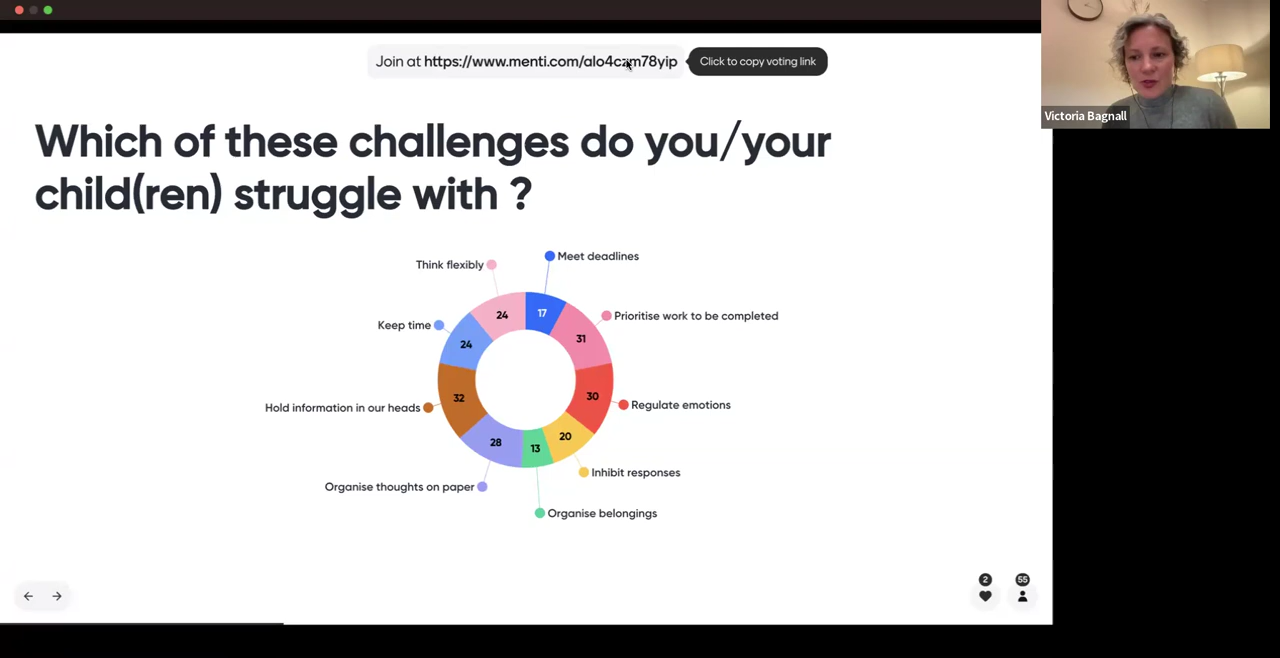 Join at https://www.menti.com/alo4czm78yip
Click to copy voting link
Victoria Bagnall
Which of these challenges do you/your
child(ren) struggle with ?
Meet deadlines
Think flexibly
17
24
Prioritise work to be completed
Keep time
31
24
32
30
Regulate emotions
Hold information in our heads
20
28
13
Inhibit responses
Organise thoughts on paper
Organise belongings
2
55